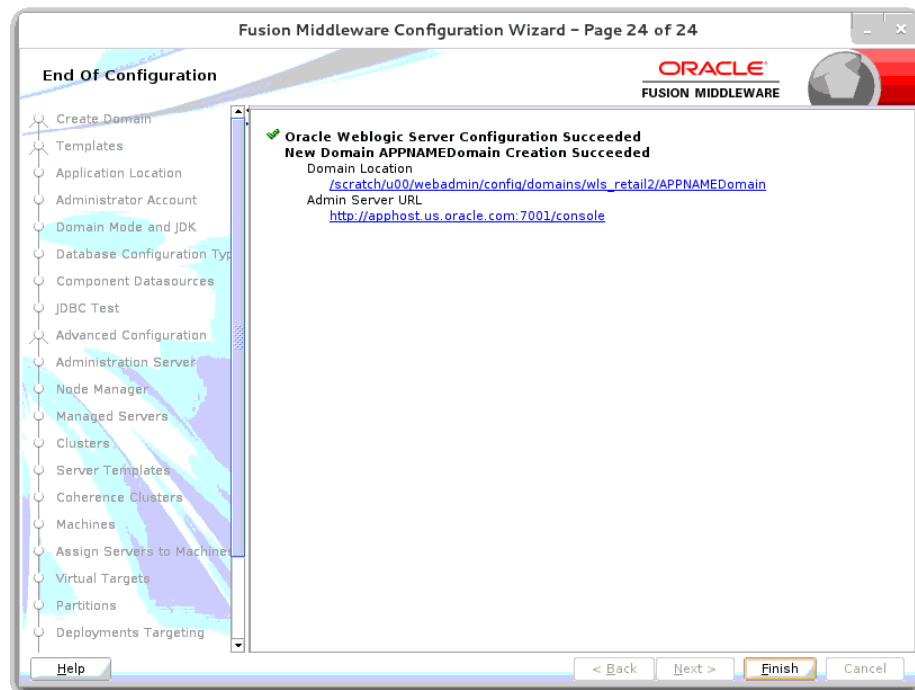 Fusion Middleware Configuration Wizard - Page 24 of 24
End Of Configuration
ORACLE
FUSION MIDDLEWARE
Create Domain
Templates
Application Location
Administrator Account
Domain Mode and JDK
Database Configuration Typ
Component Datasources
JDBC Test
Advanced Configuration
Administration Server
Node Manager
Managed Servers
Clusters
Server Templates
Coherence Clusters
Machines
Assign Servers to Machines
Virtual Targets
Partitions
Deployments Targeting
Oracle Weblogic Server Configuration Succeeded
New Domain APPNAMEDomain Creation Succeeded
Domain Location
/scratch/u00/webadmin/config/domains/wls_retail2/APPNAMEDomain
Admin Server URL
http://apphost.us.oracle.com:7001/console
Help
< Back
Next >
Finish
Cancel